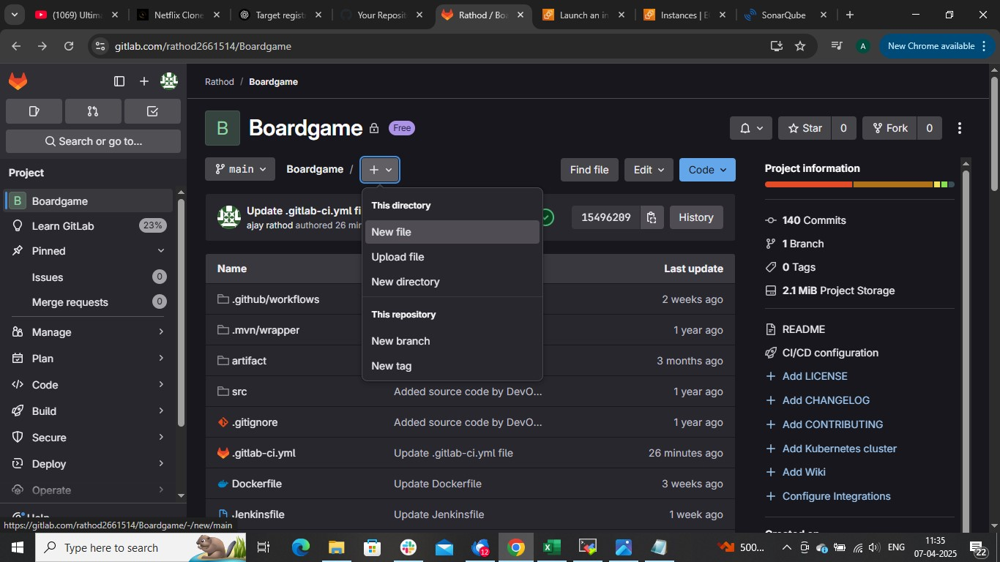 (1069) Ultima
Netflix Clone
Target regist
Your Reposit
Rathod / Boa
Launch an in
Instances | E
SonarQube
gitlab.com/rathod2661514/Boardgame
A
New Chrome available
Rathod / Boardgame
Search or go to...
Project
B Boardgame
Learn GitLab 23%
Pinned
Issues 0
Merge requests 0
Manage
Plan
Code
Build
Secure
Deploy
Operate
Help
https://gitlab.com/rathod2661514/Boardgame/-/new/main
B Boardgame Free
Star 0
Fork 0
main
Boardgame /
Find file
Edit
Code
Update .gitlab-ci.yml fi
ajay rathod authored 26 min
15496209
History
This directory
New file
Upload file
New directory
This repository
New branch
New tag
Name Last update
.github/workflows 2 weeks ago
.mvn/wrapper 1 year ago
artifact 3 months ago
src Added source code by DevO... 1 year ago
.gitignore Added source code by DevO... 1 year ago
.gitlab-ci.yml Update .gitlab-ci.yml file 26 minutes ago
Dockerfile Update Dockerfile 3 weeks ago
Jenkinsfile Update Jenkinsfile 1 week ago
Project information
140 Commits
1 Branch
0 Tags
2.1 MiB Project Storage
README
CI/CD configuration
Add LICENSE
Add CHANGELOG
Add CONTRIBUTING
Add Kubernetes cluster
Add Wiki
Configure Integrations
Created on
Type here to search
12
500...
ENG
11:35
07-04-2025
22